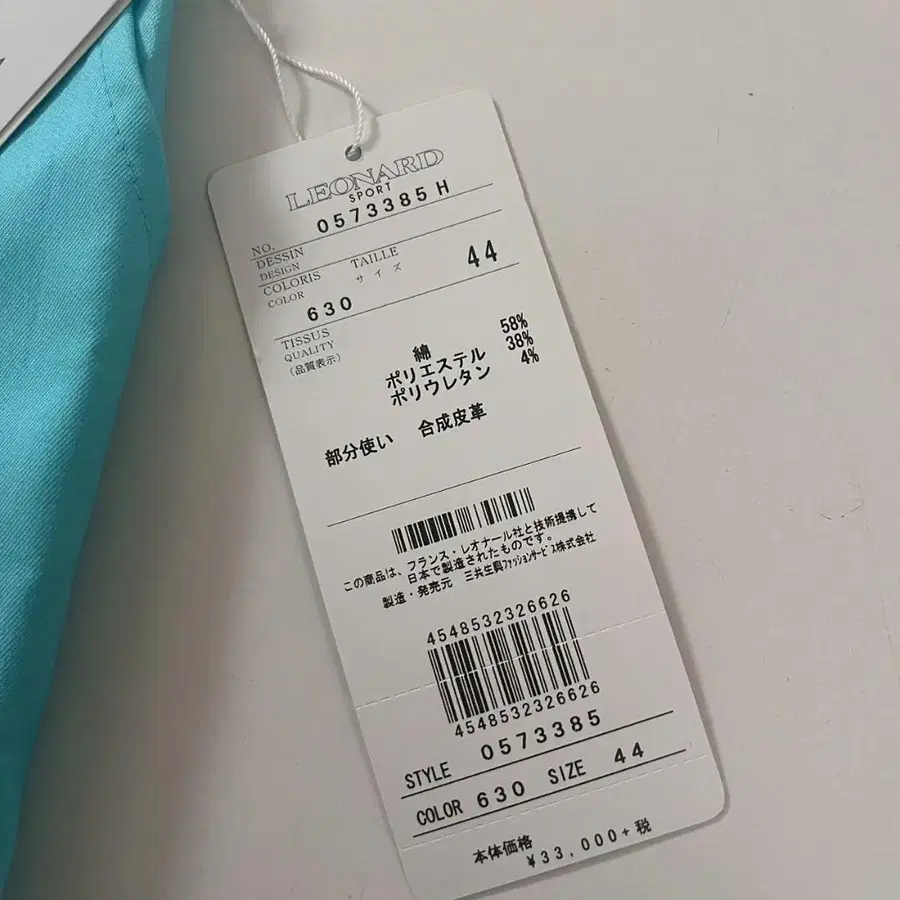 LEONARD
SPORT
NO. 0573385 H
DESSIN
DESIGN
COLORIS TAILLE
COLOR サイズ
630 44
TISSUS
QUALITY
(品質表示)
綿 58%
ポリエステル 38%
ポリウレタン 4%
部分使い 合成皮革
この商品は、フランス・レオナール社と技術提携して
日本で製造されたものです。
製造・発売元 三共生興ファッションサービス株式会社
4548532326626
4548532326626
STYLE 0573385
COLOR 630 SIZE 44
本体価格
¥33,000+税